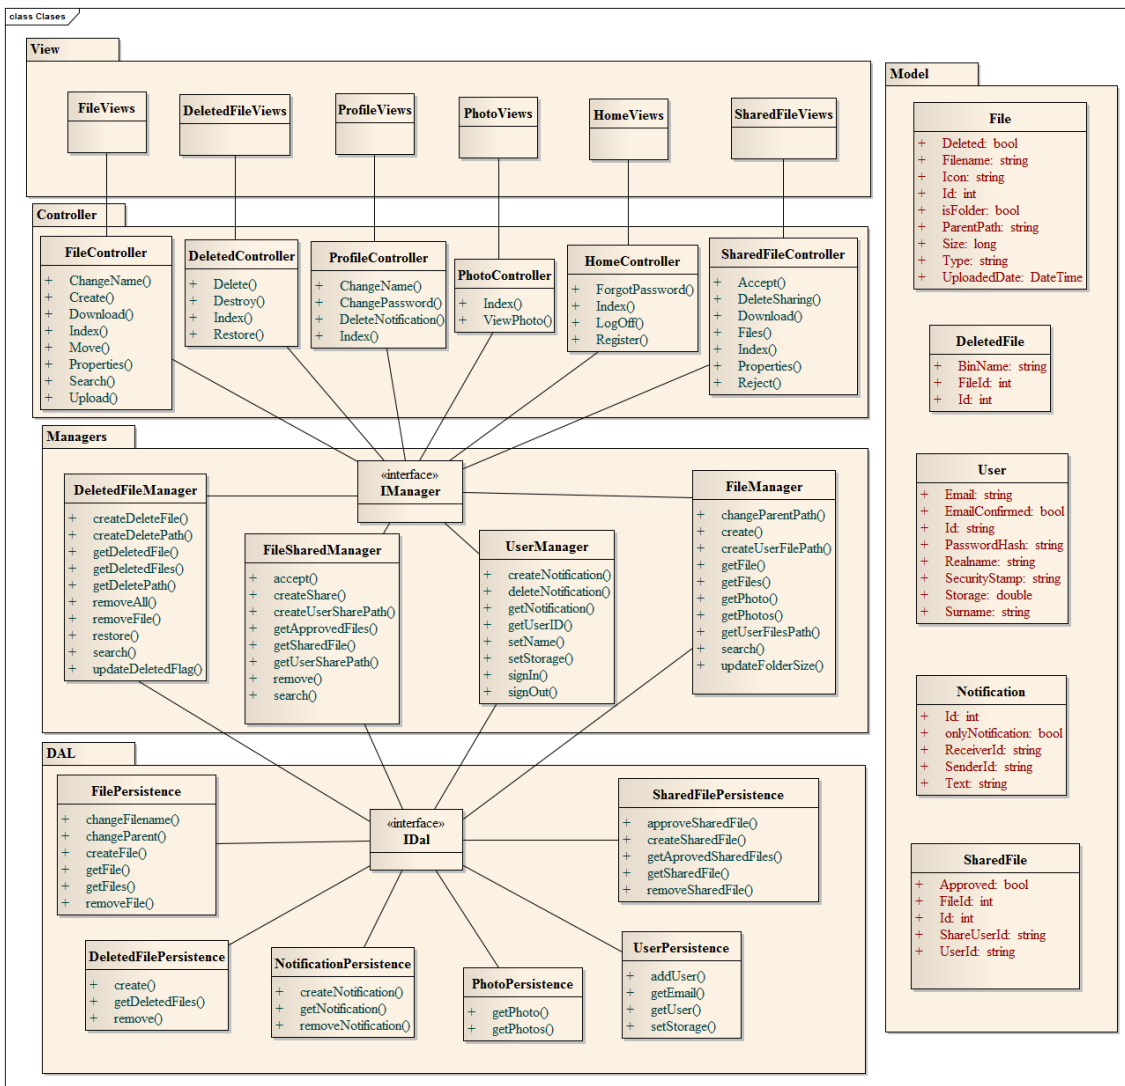 class Clases
View
FileViews
DeletedFileViews
ProfileViews
PhotoViews
HomeViews
SharedFileViews
Controller
FileController
+ ChangeName()
+ Create()
+ Download()
+ Index()
+ Move()
+ Properties()
+ Search()
+ Upload()
DeletedController
+ Delete()
+ Destroy()
+ Index()
+ Restore()
ProfileController
+ ChangeName()
+ ChangePassword()
+ DeleteNotification()
+ Index()
PhotoController
+ Index()
+ ViewPhoto()
HomeController
+ ForgotPassword()
+ Index()
+ LogOff()
+ Register()
SharedFileController
+ Accept()
+ DeleteSharing()
+ Download()
+ Files()
+ Index()
+ Properties()
+ Reject()
Managers
«interface»
IManager
DeletedFileManager
+ createDeleteFile()
+ createDeletePath()
+ getDeletedFile()
+ getDeletedFiles()
+ getDeletePath()
+ removeAll()
+ removeFile()
+ restore()
+ search()
+ updateDeletedFlag()
FileSharedManager
+ accept()
+ createShare()
+ createUserSharePath()
+ getApprovedFiles()
+ getSharedFile()
+ getUserSharePath()
+ remove()
+ search()
UserManager
+ createNotification()
+ deleteNotification()
+ getNotification()
+ getUserID()
+ setName()
+ setStorage()
+ signIn()
+ signOut()
FileManager
+ changeParentPath()
+ create()
+ createUserFilePath()
+ getFile()
+ getFiles()
+ getPhoto()
+ getPhotos()
+ getUserFilesPath()
+ search()
+ updateFolderSize()
DAL
FilePersistence
+ changeFilename()
+ changeParent()
+ createFile()
+ getFile()
+ getFiles()
+ removeFile()
«interface»
IDal
SharedFilePersistence
+ approveSharedFile()
+ createSharedFile()
+ getAprovedSharedFiles()
+ getSharedFile()
+ removeSharedFile()
DeletedFilePersistence
+ create()
+ getDeletedFiles()
+ remove()
NotificationPersistence
+ createNotification()
+ getNotification()
+ removeNotification()
PhotoPersistence
+ getPhoto()
+ getPhotos()
UserPersistence
+ addUser()
+ getEmail()
+ getUser()
+ setStorage()
Model
File
+ Deleted: bool
+ Filename: string
+ Icon: string
+ Id: int
+ isFolder: bool
+ ParentPath: string
+ Size: long
+ Type: string
+ UploadedDate: DateTime
DeletedFile
+ BinName: string
+ FileId: int
+ Id: int
User
+ Email: string
+ EmailConfirmed: bool
+ Id: string
+ PasswordHash: string
+ Realname: string
+ SecurityStamp: string
+ Storage: double
+ Surname: string
Notification
+ Id: int
+ onlyNotification: bool
+ ReceiverId: string
+ SenderId: string
+ Text: string
SharedFile
+ Approved: bool
+ FileId: int
+ Id: int
+ ShareUserId: string
+ UserId: string